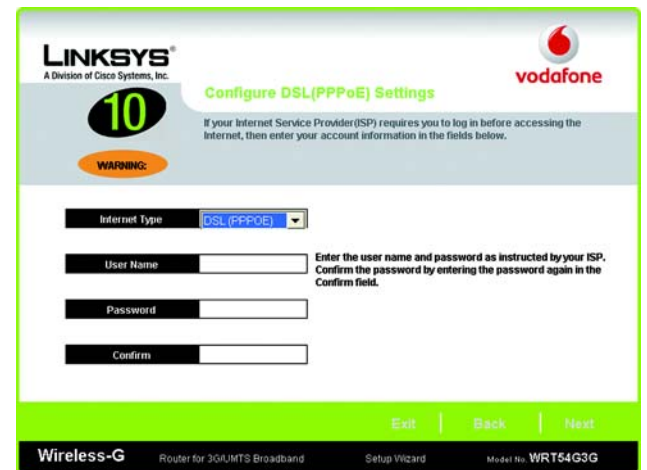 LINKSYS®
A Division of Cisco Systems, Inc.
vodafone
10
WARNING:
Configure DSL(PPPoE) Settings
If your Internet Service Provider(ISP) requires you to log in before accessing the
Internet, then enter your account information in the fields below.
Internet Type
DSL (PPPOE)
User Name
Enter the user name and password as instructed by your ISP.
Confirm the password by entering the password again in the
Confirm field.
Password
Confirm
Exit
Back
Next
Wireless-G
Router for 3G/UMTS Broadband
Setup Wizard
Model No. WRT54G3G